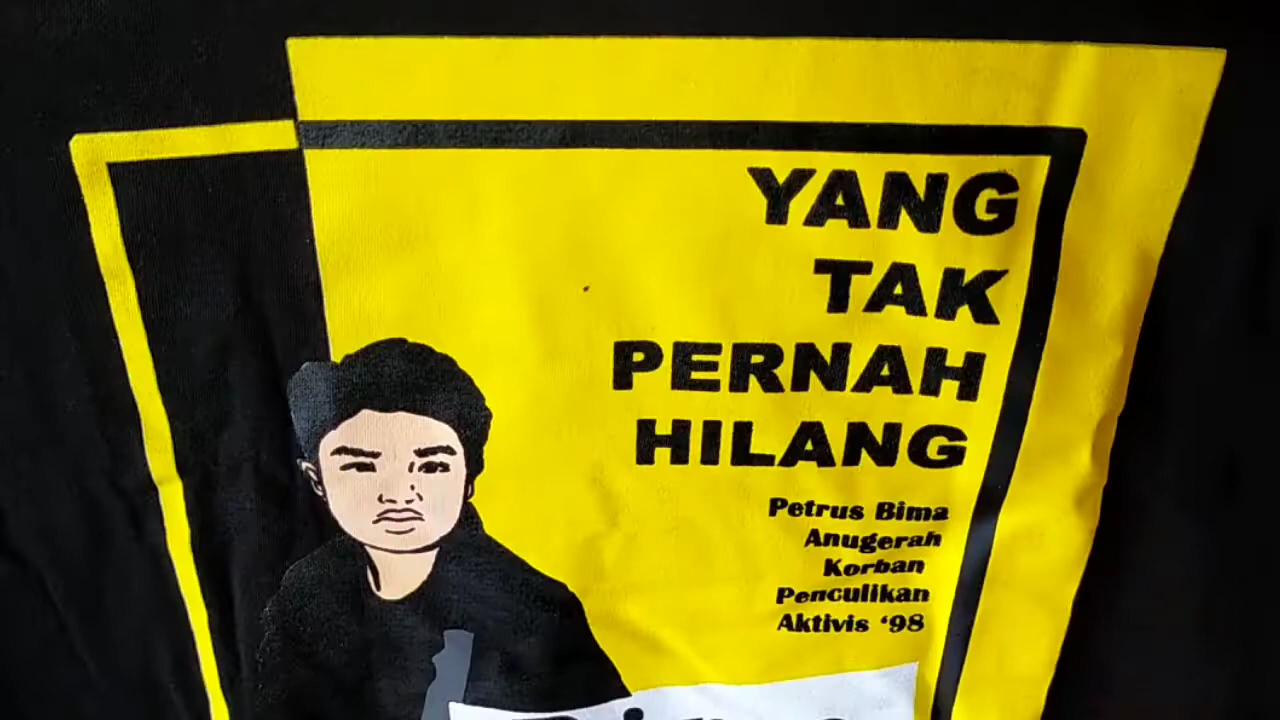 YANG
TAK
PERNAH
HILANG
Petrus Bima
Anugerah
Korban
Penculikan
Aktivis ‘98